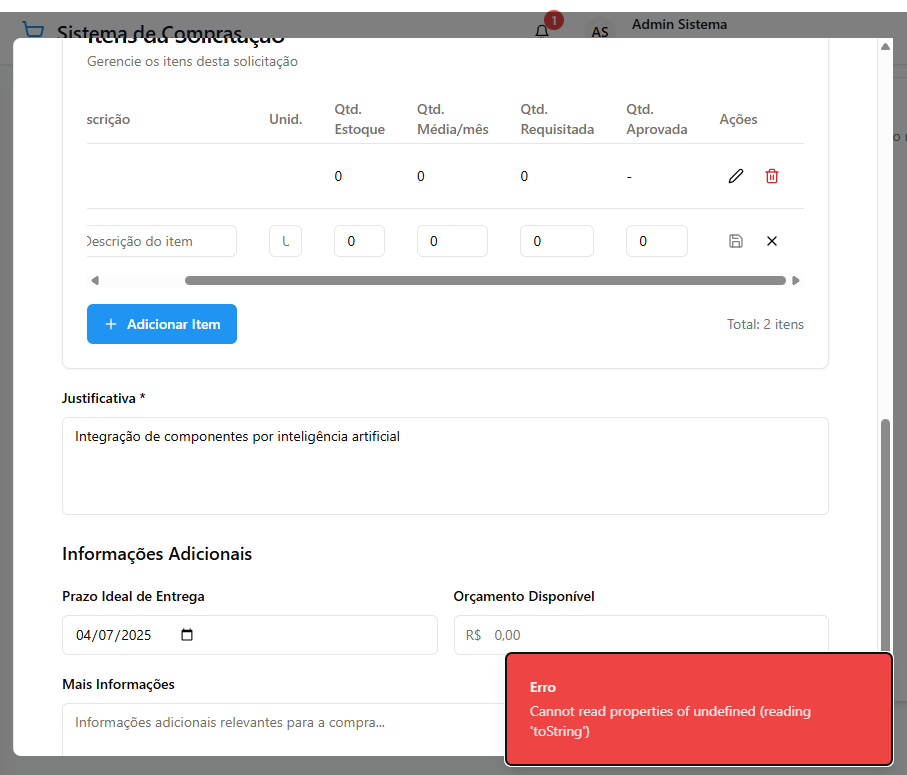 Sistema de Compras
1
AS
Admin Sistema
Itens da Solicitação
Gerencie os itens desta solicitação
scrição
Unid.
Qtd. Estoque
Qtd. Média/mês
Qtd. Requisitada
Qtd. Aprovada
Ações
0 0 0 -
Descrição do item U 0 0 0 0
Adicionar Item
Total: 2 itens
Justificativa *
Integração de componentes por inteligência artificial
Informações Adicionais
Prazo Ideal de Entrega
Orçamento Disponível
04/07/2025
R$ 0,00
Mais Informações
Informações adicionais relevantes para a compra...
Erro
Cannot read properties of undefined (reading
'toString')